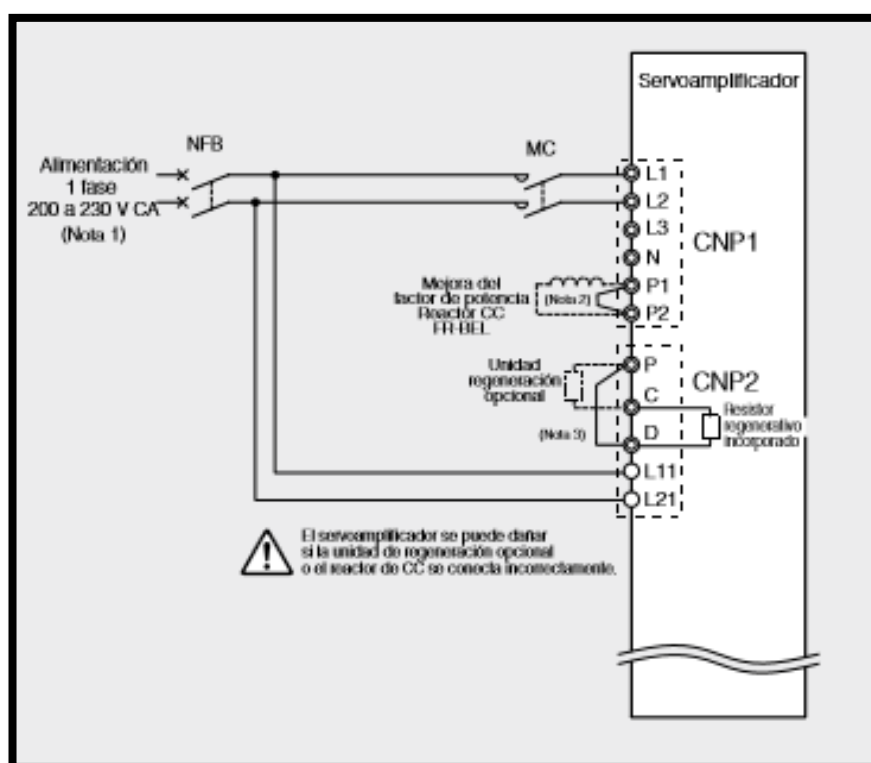 Servoamplificador
NFB
MC
Alimentación
1 fase
200 a 230 V CA
(Nota 1)
L1
L2
L3
N
CNP1
P1
P2
Mejora del
factor de potencia
Reactor CC
FR-BEL
(Nota 2)
Unidad
regeneración
opcional
P
CNP2
C
Resistor
regenerativo
incorporado
(Nota 3)
D
L11
L21
El servoamplificador se puede dañar
si la unidad de regeneración opcional
o el reactor de CC se conecta incorrectamente.